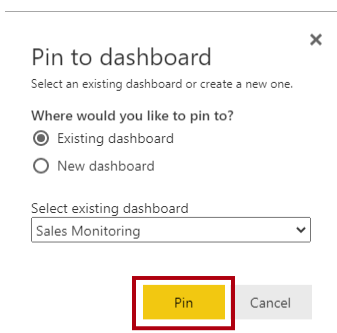 Pin to dashboard
Select an existing dashboard or create a new one.
Where would you like to pin to?
Existing dashboard
New dashboard
Select existing dashboard
Sales Monitoring
Pin Cancel